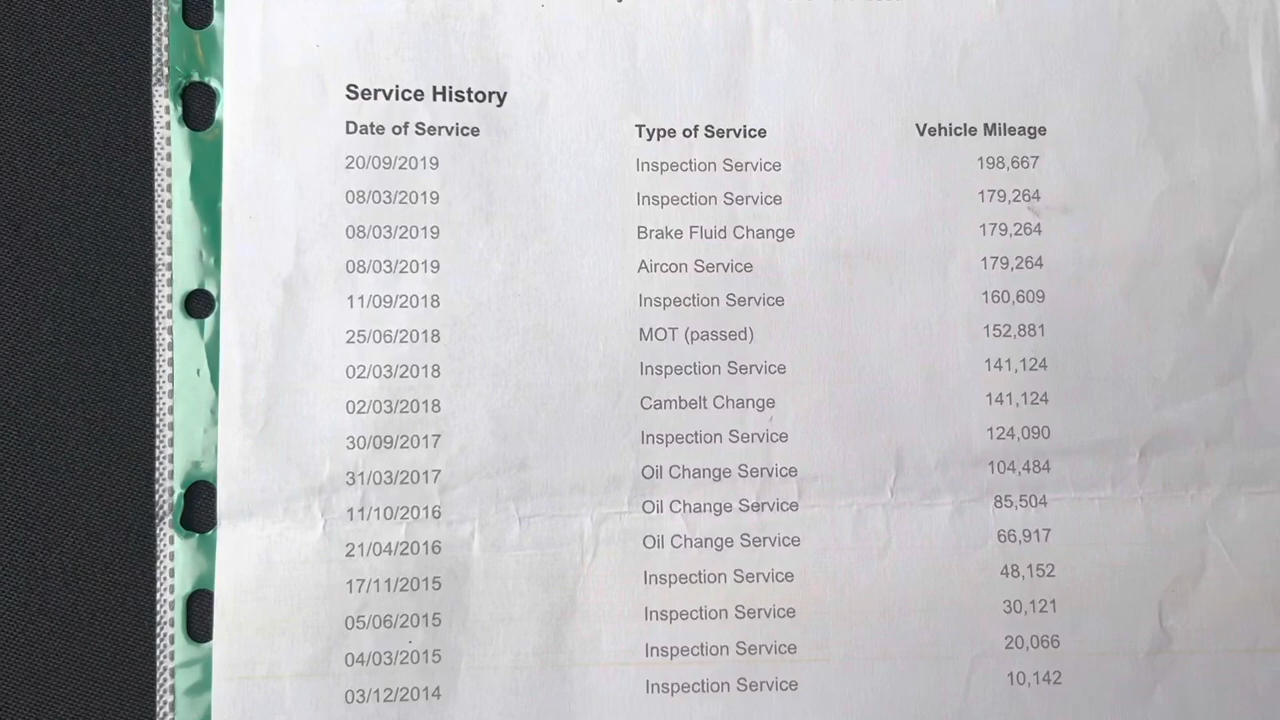 Service History
Date of Service Type of Service Vehicle Mileage
20/09/2019 Inspection Service 198,667
08/03/2019 Inspection Service 179,264
08/03/2019 Brake Fluid Change 179,264
08/03/2019 Aircon Service 179,264
11/09/2018 Inspection Service 160,609
25/06/2018 MOT (passed) 152,881
02/03/2018 Inspection Service 141,124
02/03/2018 Cambelt Change 141,124
30/09/2017 Inspection Service 124,090
31/03/2017 Oil Change Service 104,484
11/10/2016 Oil Change Service 85,504
21/04/2016 Oil Change Service 66,917
17/11/2015 Inspection Service 48,152
05/06/2015 Inspection Service 30,121
04/03/2015 Inspection Service 20,066
03/12/2014 Inspection Service 10,142